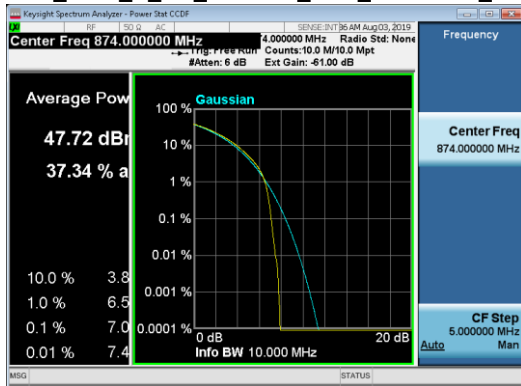 Keysight Spectrum Analyzer - Power Stat CCDF
RF 50 Ω AC SENSE:INT 36 AM Aug 03, 2019
Center Freq 874.000000 MHz 4.000000 MHz Radio Std: None
Trig: Free Run Counts:10.0 M/10.0 Mpt
#Atten: 6 dB Ext Gain: -61.00 dB
Frequency
Average Pow
47.72 dBr
37.34 % a
10.0 % 3.8
1.0 % 6.5
0.1 % 7.0
0.01 % 7.4
Gaussian
100 %
10 %
1 %
0.1 %
0.01 %
0.001 %
0.0001 %
0 dB 20 dB
Info BW 10.000 MHz
Center Freq
874.000000 MHz
CF Step
5.000000 MHz
Auto Man
MSG STATUS